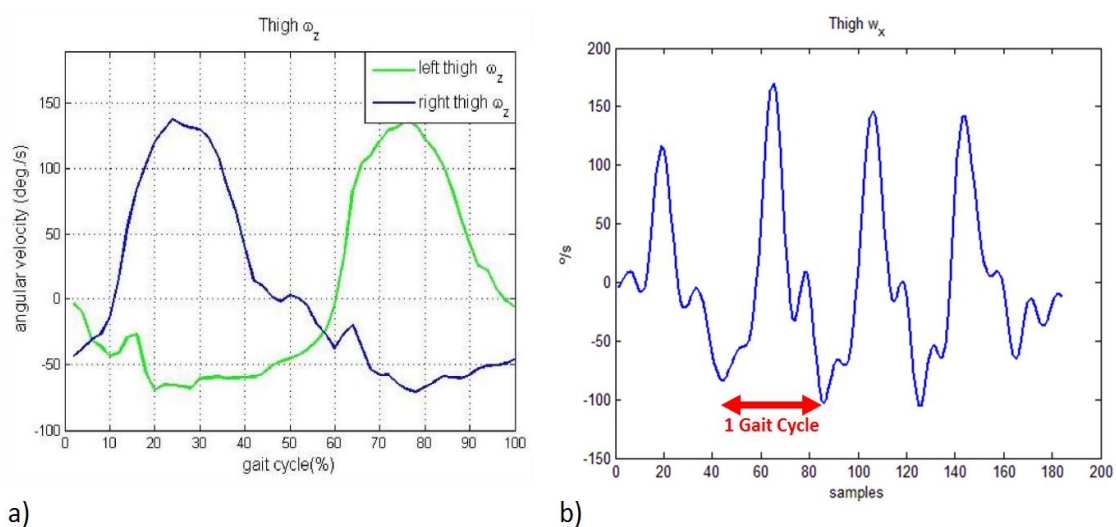 Thigh ω_z
left thigh ω_z
right thigh ω_z
angular velocity (deg./s)
150
100
50
0
-50
-100
0 10 20 30 40 50 60 70 80 90 100
gait cycle(%)
a)
Thigh w_x
200
150
100
50
0
-50
-100
-150
º/s
1 Gait Cycle
0 20 40 60 80 100 120 140 160 180 200
samples
b)